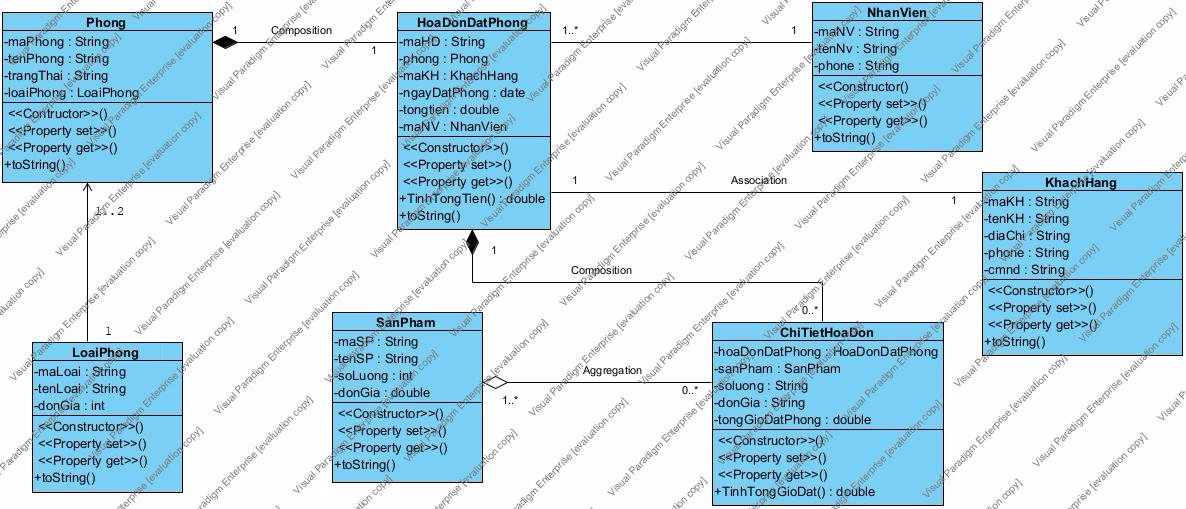 Phong
-maPhong : String
-tenPhong : String
-trangThai : String
-loaiPhong : LoaiPhong
<<Contructor>>()
<<Property set>>()
<<Property get>>()
+toString()
1
Composition
1
HoaDonDatPhong
-maHD : String
-phong : Phong
-maKH : KhachHang
-ngayDatPhong : date
-tongtien : double
-maNV : NhanVien
<<Constructor>>()
<<Property set>>()
<<Property get>>()
+TinhTongTien() : double
+toString()
1..*
1
NhanVien
-maNV : String
-tenNv : String
-phone : String
<<Constructor()
<<Property set>>()
<<Property get>>()
+toString()
1
Association
1
KhachHang
-maKH : String
-tenKH : String
-diaChi : String
-phone : String
-cmnd : String
<<Constructor>>()
<<Property set>>()
<<Property get>>()
+toString()
1..2
1
LoaiPhong
-maLoai : String
-tenLoai : String
-donGia : int
<<Constructor>>()
<<Property set>>()
<<Property get>>()
+toString()
1
Composition
0..*
SanPham
-maSP : String
-tenSP : String
-soLuong : int
-donGia : double
<<Constructor>>()
<<Property set>>()
<<Property get>>()
+toString()
1..*
Aggregation
0..*
ChiTietHoaDon
-hoaDonDatPhong : HoaDonDatPhong
-sanPham : SanPham
-soluong : String
-donGia : String
-tongGioDatPhong : double
<<Constructor>>()
<<Property set>>()
<<Property get>>()
+TinhTongGioDat() : double
Visual Paradigm Enterprise [evaluation copy]